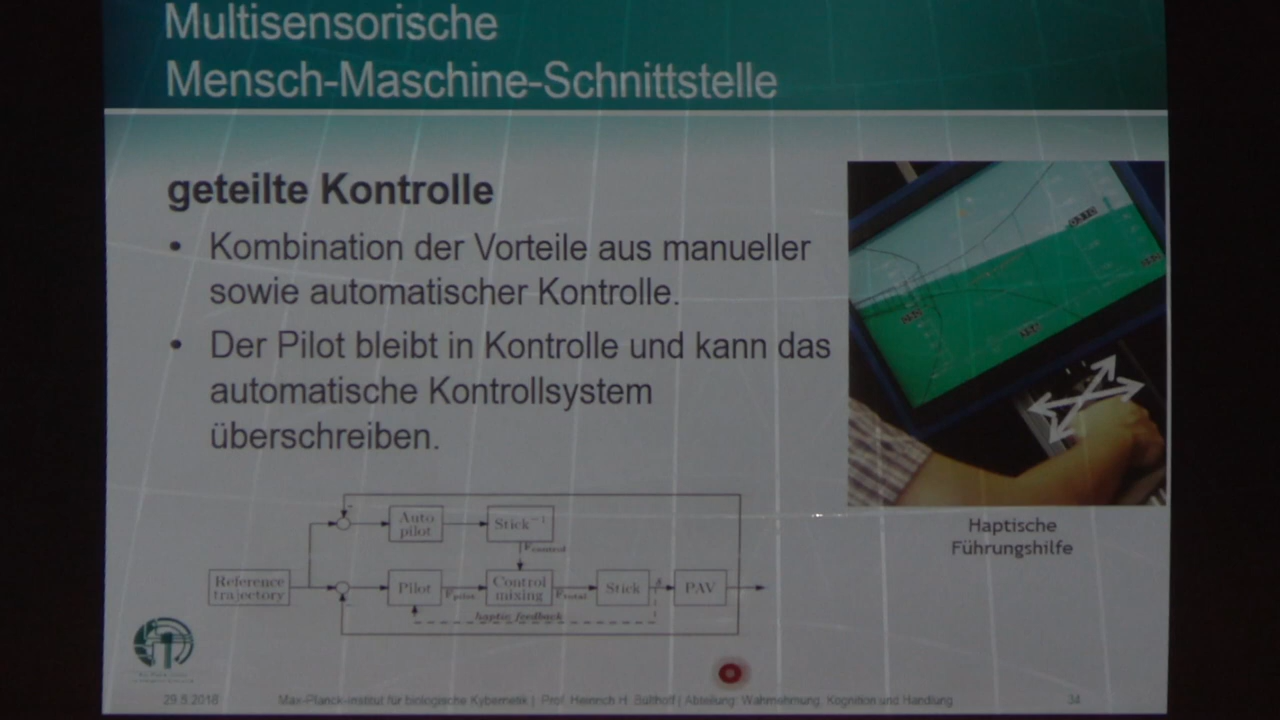 Multisensorische
Mensch-Maschine-Schnittstelle
geteilte Kontrolle
• Kombination der Vorteile aus manueller
sowie automatischer Kontrolle.
• Der Pilot bleibt in Kontrolle und kann das
automatische Kontrollsystem
überschreiben.
Haptische
Führungshilfe
Auto
pilot
Stick⁻¹
Fcontrol
Reference
trajectory
Pilot
Fpilot
Control
mixing
Ftotal
Stick
PAV
haptic feedback
29.5.2018
Max-Planck-Institut für biologische Kybernetik | Prof. Heinrich H. Bülthoff | Abteilung: Wahrnehmung, Kognition und Handlung
34